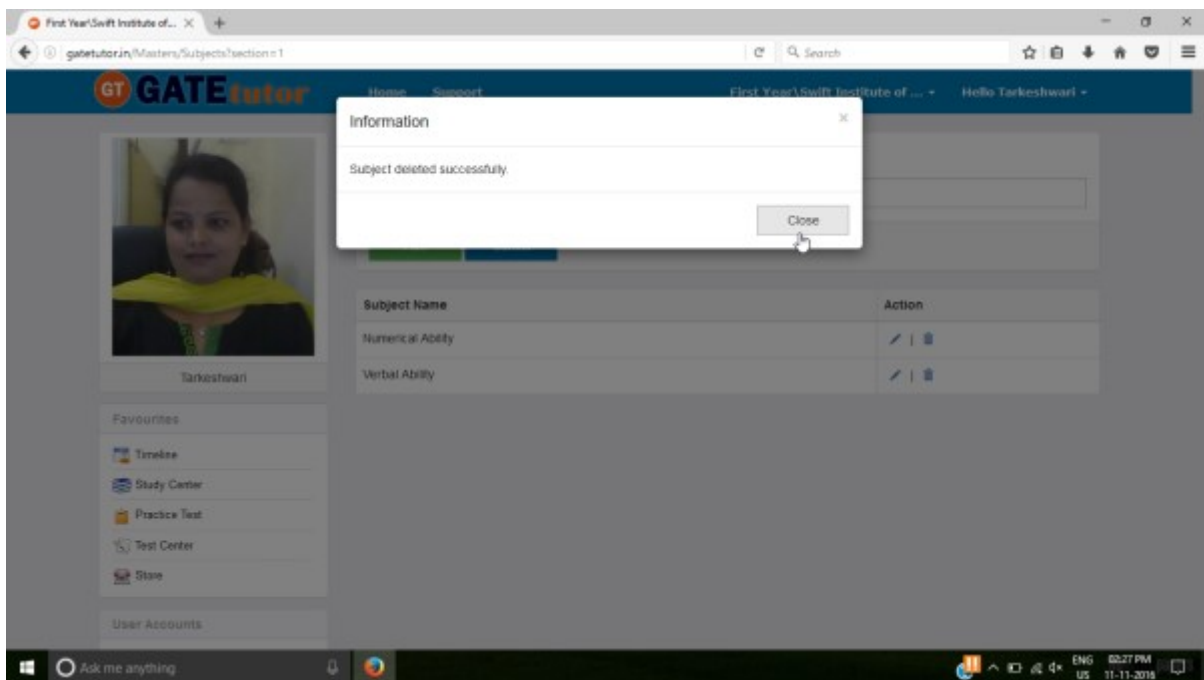 First Year\Swift Institute of...
gatetutor.in/Masters/Subjects?section=1
Search
GT GATEtutor
Home Support First Year\Swift Institute of ... Hello Tarkeshwari
Information
Subject deleted successfully.
Close
Subject Name Action
Numerical Ability
Verbal Ability
Tarkeshwari
Favourites
Timeline
Study Center
Practice Test
Test Center
Store
User Accounts
Ask me anything
ENG 02:27 PM
US 11-11-2016